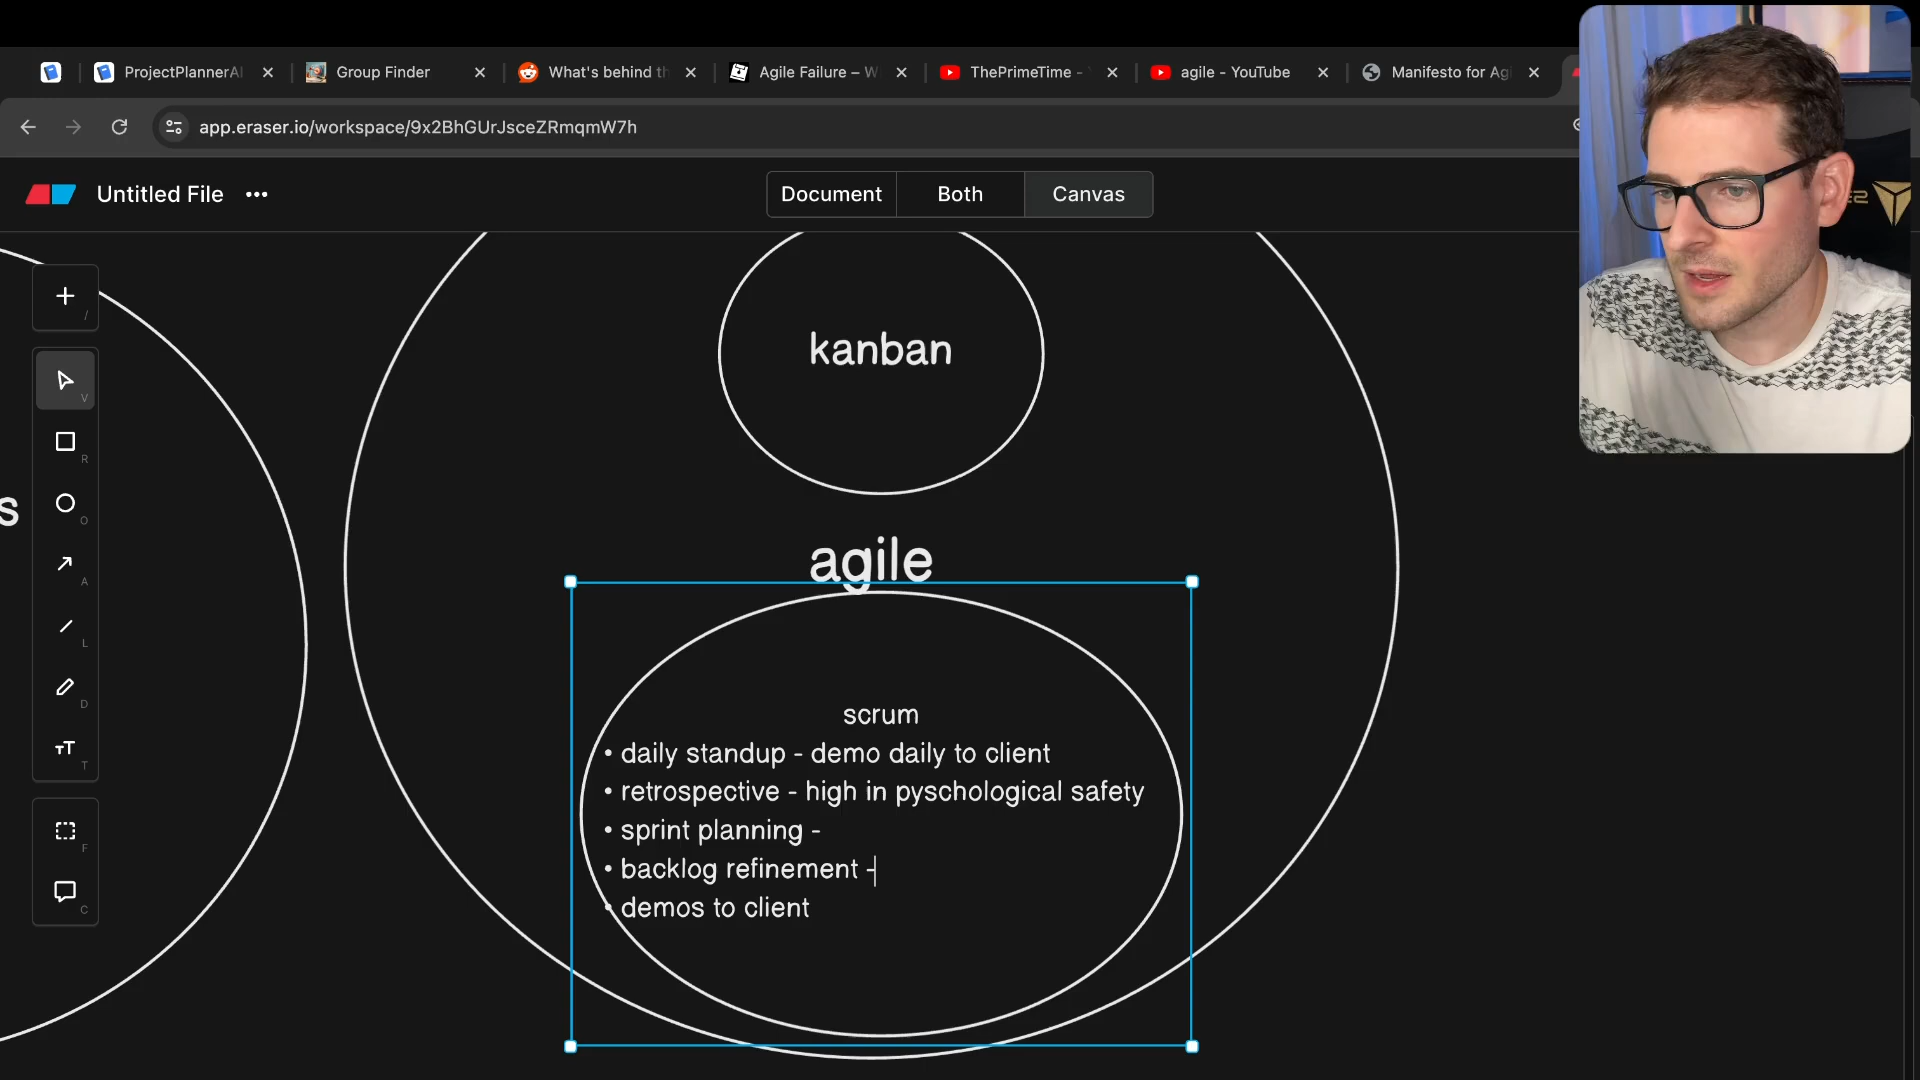 ProjectPlannerAI
Group Finder
What's behind th
Agile Failure – W
ThePrimeTime -
agile - YouTube
Manifesto for Ag
app.eraser.io/workspace/9x2BhGUrJsceZRmqmW7h
Untitled File
Document
Both
Canvas
/
V
R
O
A
L
D
T
F
C
s
kanban
agile
scrum
• daily standup - demo daily to client
• retrospective - high in pyschological safety
• sprint planning -
• backlog refinement -
• demos to client